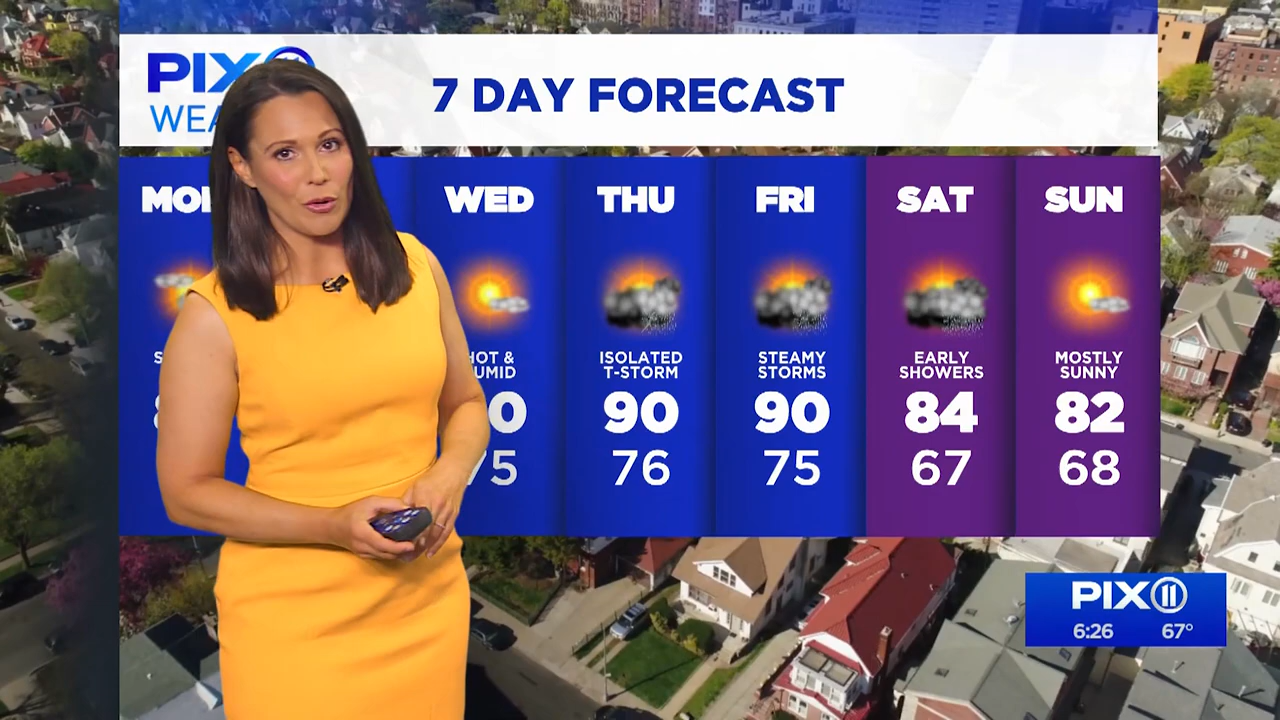 PIX
WEA
7 DAY FORECAST
MON
WED
THU
FRI
SAT
SUN
HOT &
HUMID
ISOLATED
T-STORM
STEAMY
STORMS
EARLY
SHOWERS
MOSTLY
SUNNY
90
90
84
82
75
76
75
67
68
PIX11
6:26
67°